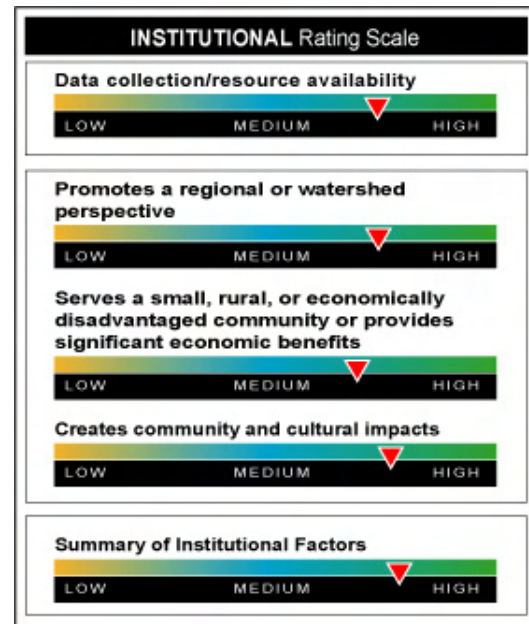 INSTITUTIONAL Rating Scale
Data collection/resource availability
LOW MEDIUM HIGH
Promotes a regional or watershed
perspective
LOW MEDIUM HIGH
Serves a small, rural, or economically
disadvantaged community or provides
significant economic benefits
LOW MEDIUM HIGH
Creates community and cultural impacts
LOW MEDIUM HIGH
Summary of Institutional Factors
LOW MEDIUM HIGH